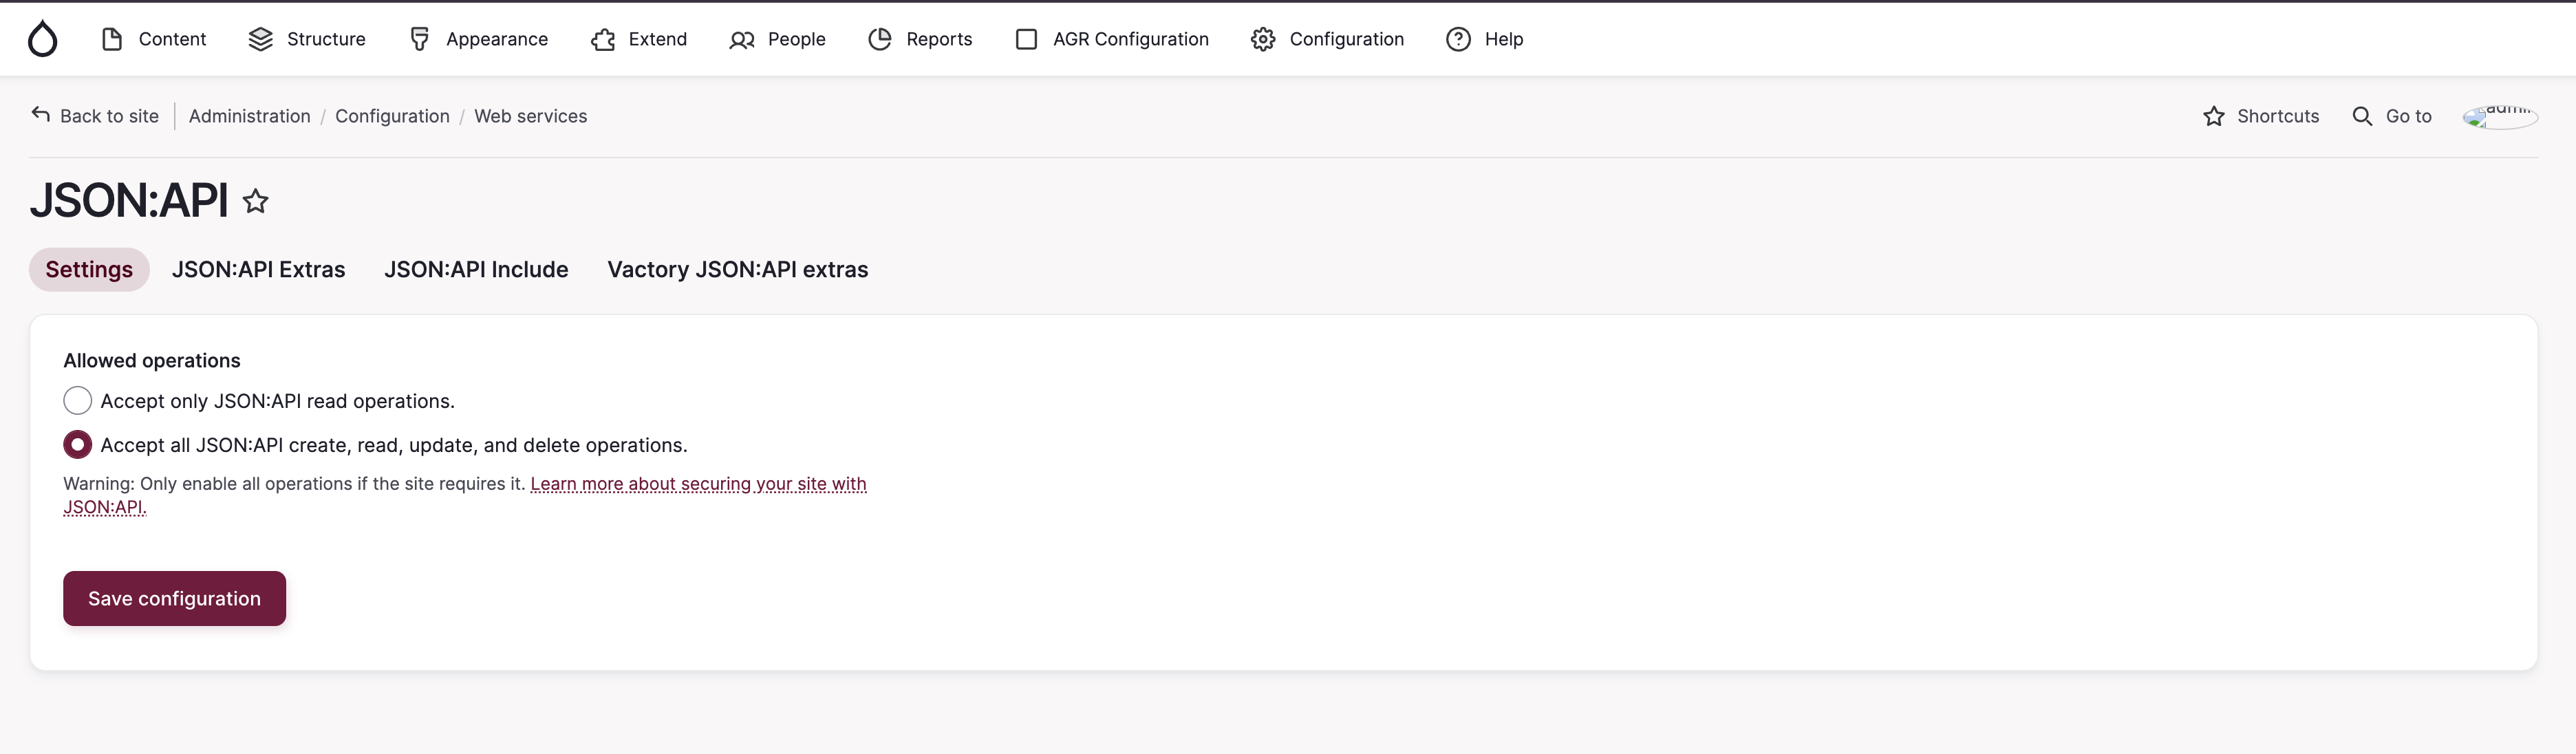 Content Structure Appearance Extend People Reports AGR Configuration Configuration Help
Back to site Administration / Configuration / Web services Shortcuts Go to
JSON:API
Settings JSON:API Extras JSON:API Include Vactory JSON:API extras
Allowed operations
Accept only JSON:API read operations.
Accept all JSON:API create, read, update, and delete operations.
Warning: Only enable all operations if the site requires it. Learn more about securing your site with
JSON:API.
Save configuration